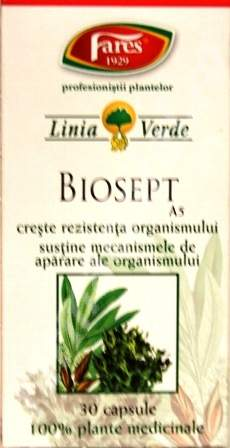 Fares
1929
profesioniștii plantelor
Linia Verde
BIOSEPT
A5
crește rezistența organismului
susține mecanismele de
apărare ale organismului
30 capsule
100% plante medicinale